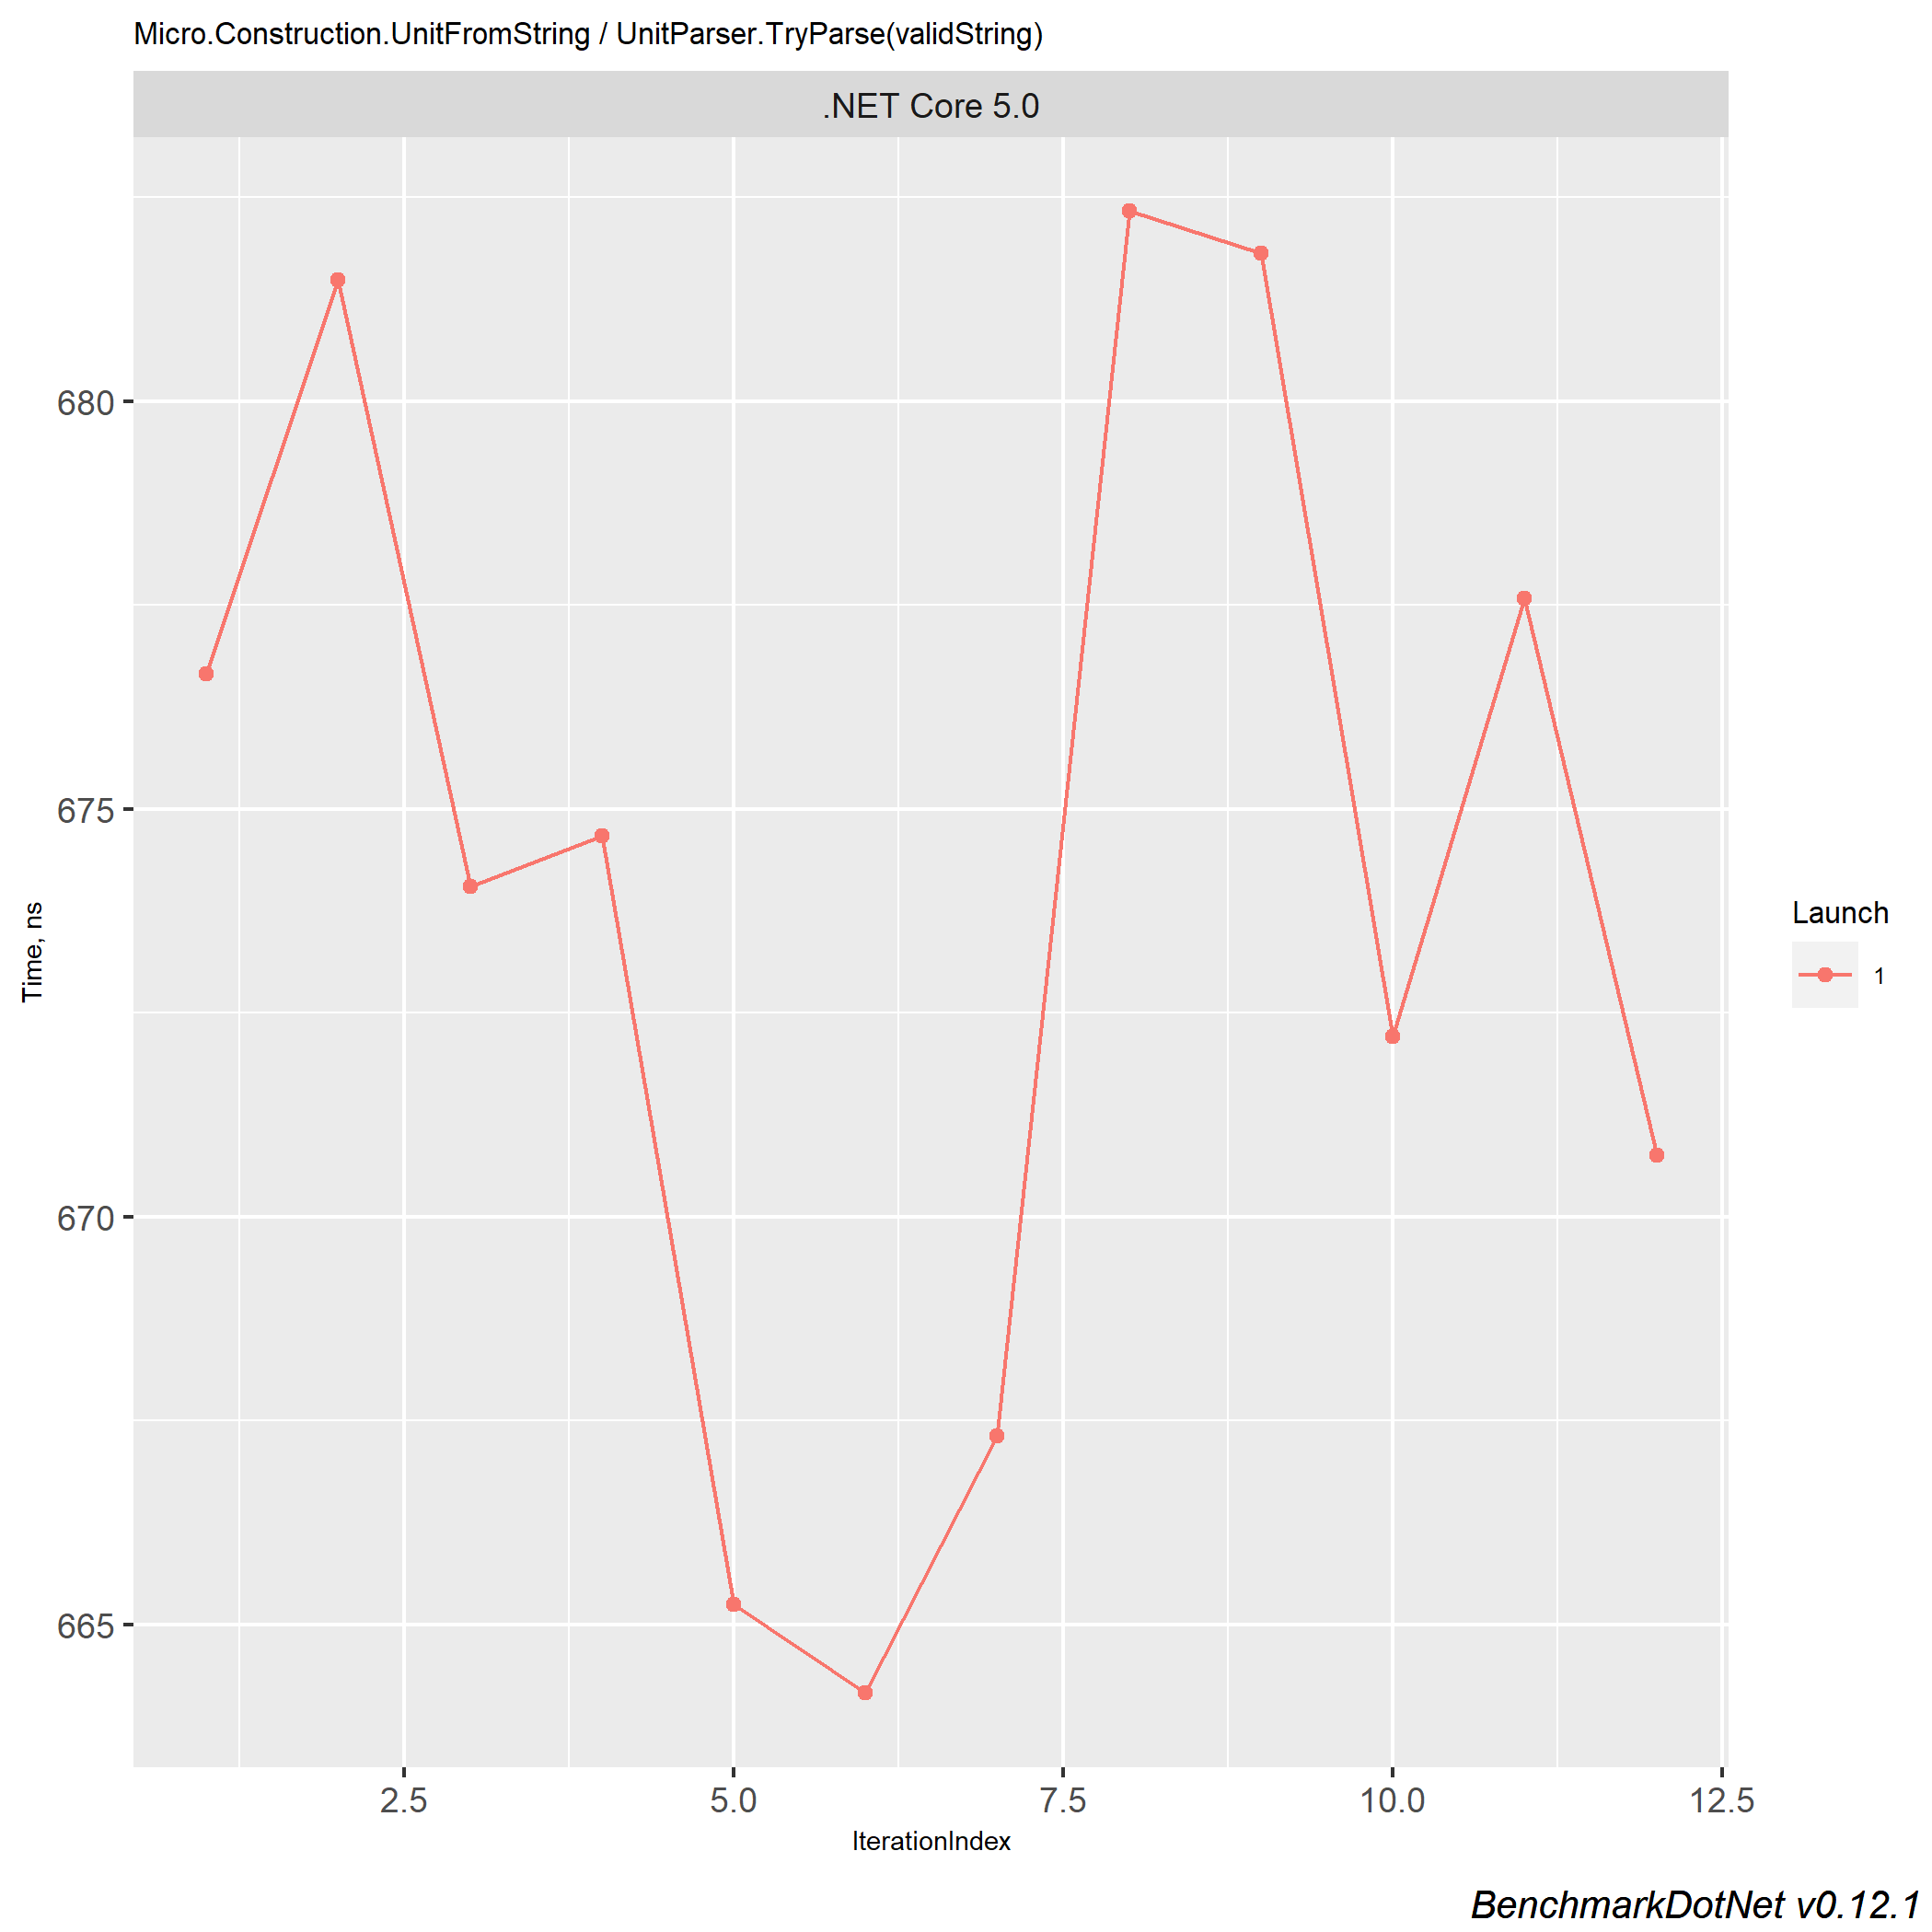 Micro.Construction.UnitFromString / UnitParser.TryParse(validString)
.NET Core 5.0
680
675
670
665
Time, ns
2.5
5.0
7.5
10.0
12.5
IterationIndex
Launch
1
BenchmarkDotNet v0.12.1